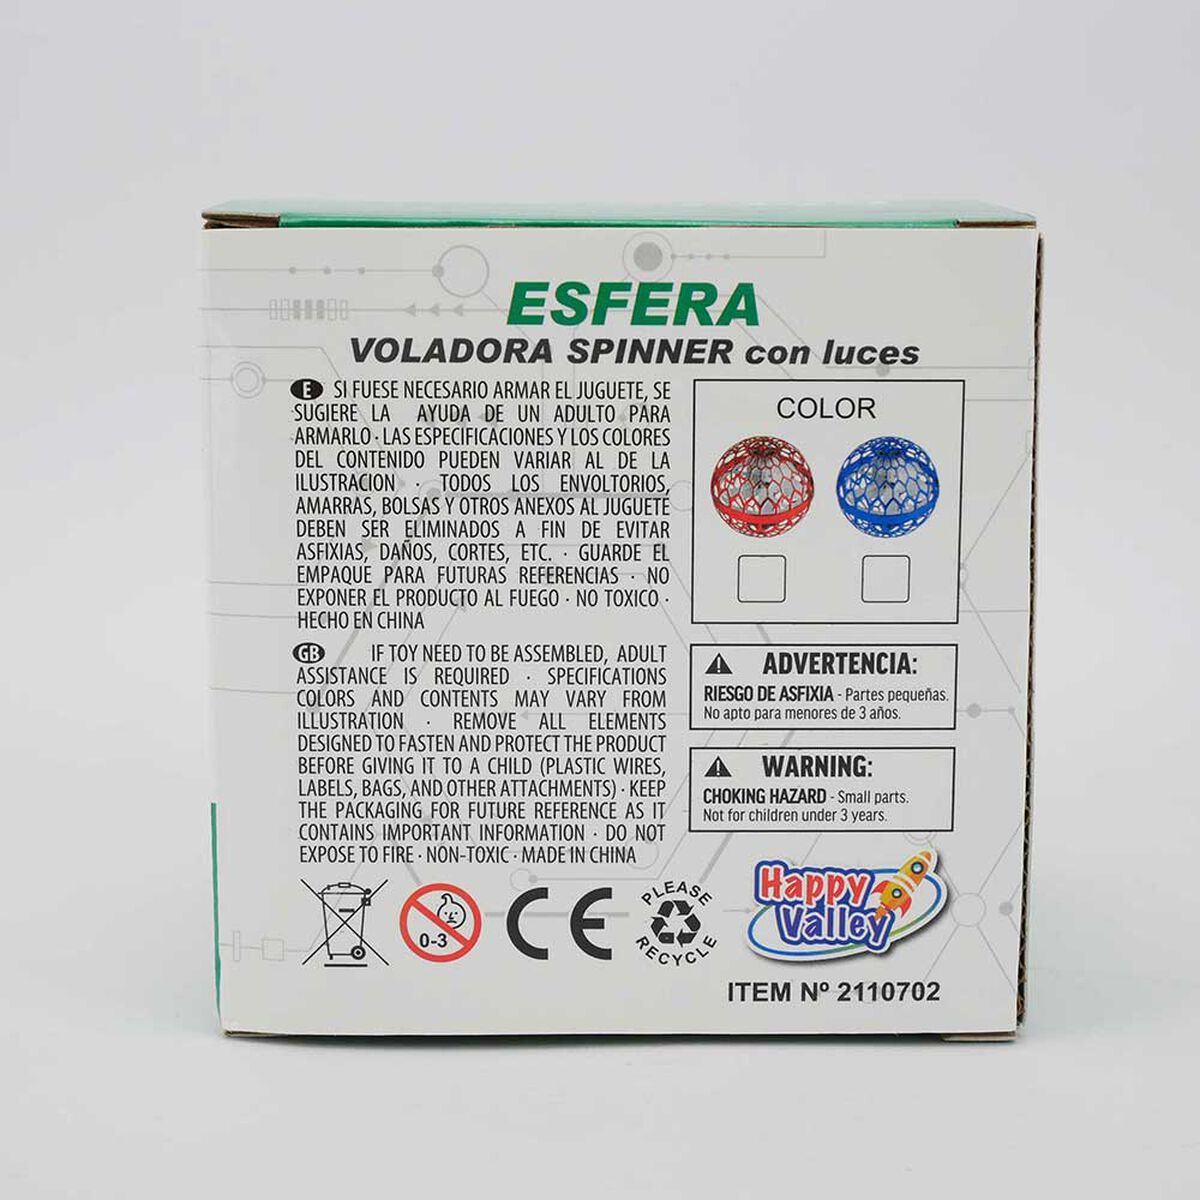 ESFERA
VOLADORA SPINNER con luces
E SI FUESE NECESARIO ARMAR EL JUGUETE, SE
SUGIERE LA AYUDA DE UN ADULTO PARA
ARMARLO · LAS ESPECIFICACIONES Y LOS COLORES
DEL CONTENIDO PUEDEN VARIAR AL DE LA
ILUSTRACION · TODOS LOS ENVOLTORIOS,
AMARRAS, BOLSAS Y OTROS ANEXOS AL JUGUETE
DEBEN SER ELIMINADOS A FIN DE EVITAR
ASFIXIAS, DAÑOS, CORTES, ETC. · GUARDE EL
EMPAQUE PARA FUTURAS REFERENCIAS · NO
EXPONER EL PRODUCTO AL FUEGO · NO TOXICO ·
HECHO EN CHINA
GB IF TOY NEED TO BE ASSEMBLED, ADULT
ASSISTANCE IS REQUIRED · SPECIFICATIONS
COLORS AND CONTENTS MAY VARY FROM
ILLUSTRATION · REMOVE ALL ELEMENTS
DESIGNED TO FASTEN AND PROTECT THE PRODUCT
BEFORE GIVING IT TO A CHILD (PLASTIC WIRES,
LABELS, BAGS, AND OTHER ATTACHMENTS) · KEEP
THE PACKAGING FOR FUTURE REFERENCE AS IT
CONTAINS IMPORTANT INFORMATION · DO NOT
EXPOSE TO FIRE · NON-TOXIC · MADE IN CHINA
COLOR
ADVERTENCIA:
RIESGO DE ASFIXIA - Partes pequeñas.
No apto para menores de 3 años.
WARNING:
CHOKING HAZARD - Small parts.
Not for children under 3 years.
0-3
CE
PLEASE
RECYCLE
Happy
Valley
ITEM Nº 2110702